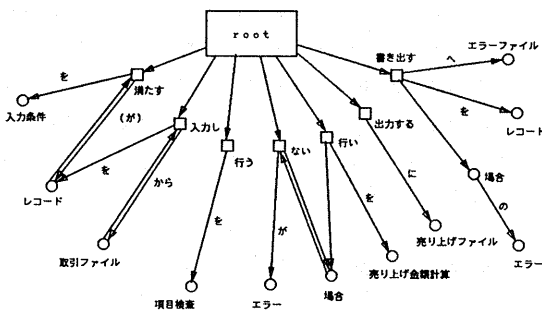 root
エラーファイル
書き出す
へ
を
満たす
を
入力条件
(が)
入力し
出力する
レコード
行い
ない
行う
を
から
場合
に
の
レコード
を
を
が
売り上げファイル
取引ファイル
エラー
売り上げ金額計算
場合
項目検査
エラー